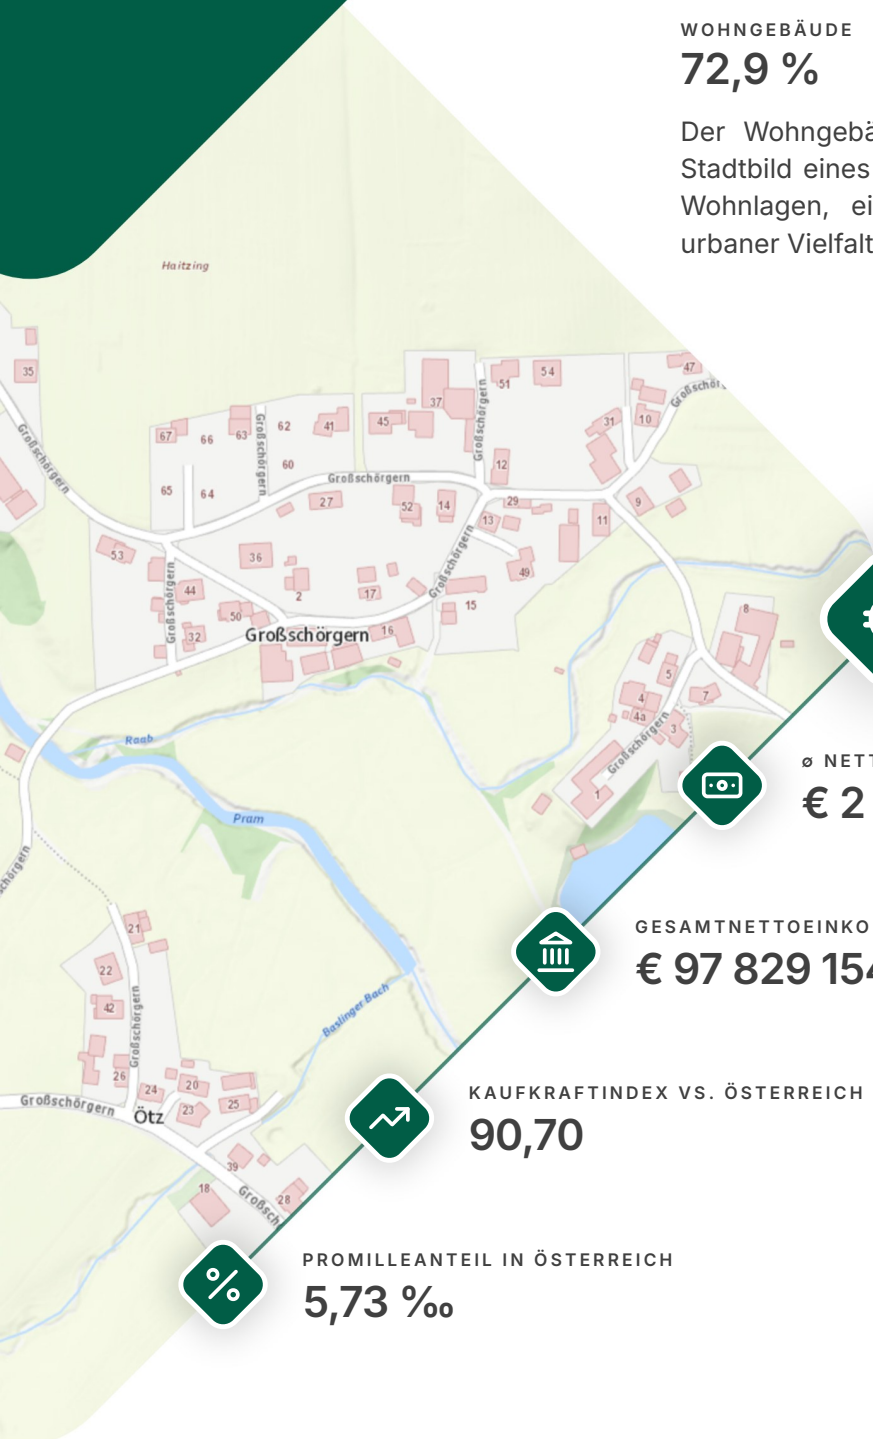 WOHNGEBÄUDE
72,9 %
Der Wohngebä
Stadtbild eines
Wohnlagen, ei
urbaner Vielfalt
Haitzing
35
47
51
54
37
Großschörgern
Großschörg
67
66
63
62
41
45
31
10
Großschörgern
Großschörgern
60
12
65
64
Großschörgern
27
52
14
29
9
13
11
53
36
49
Großschörgern
44
2
17
15
8
Großschörgern
50
32
Großschörgern
16
5
4
7
4a
3
Großschörgern
1
Raab
ø NETT
€ 2
Pram
chörgern
21
GESAMTNETTOEINKO
€ 97 829 154
22
42
Großschörgern
Baslinger Bach
26
24
20
23
25
Großschörgern
Ötz
KAUFKRAFTINDEX VS. ÖSTERREICH
90,70
39
18
28
Großsch
PROMILLEANTEIL IN ÖSTERREICH
5,73 ‰